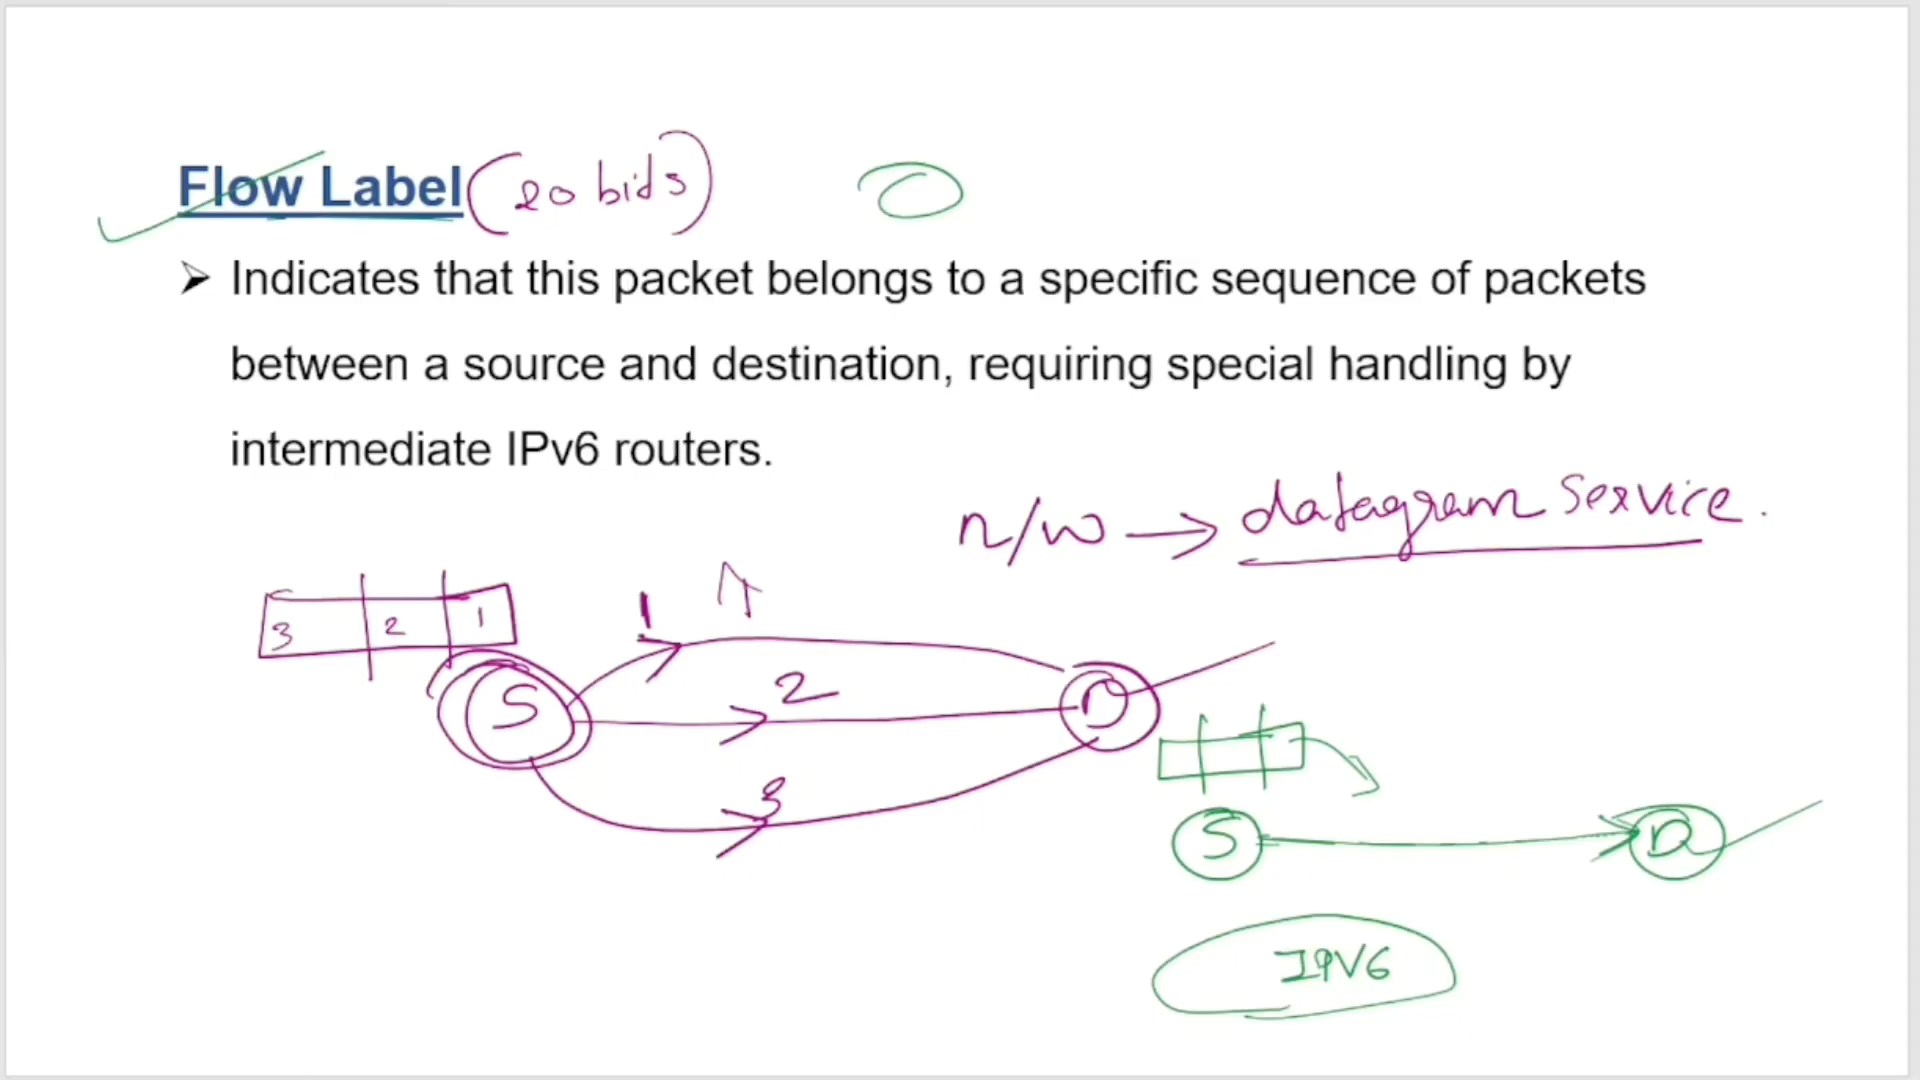 Flow Label (20 bits)
➤ Indicates that this packet belongs to a specific sequence of packets
between a source and destination, requiring special handling by
intermediate IPv6 routers.
n/w → datagram service.
3 2 1
1
S
2
D
3
S
D
IPV6